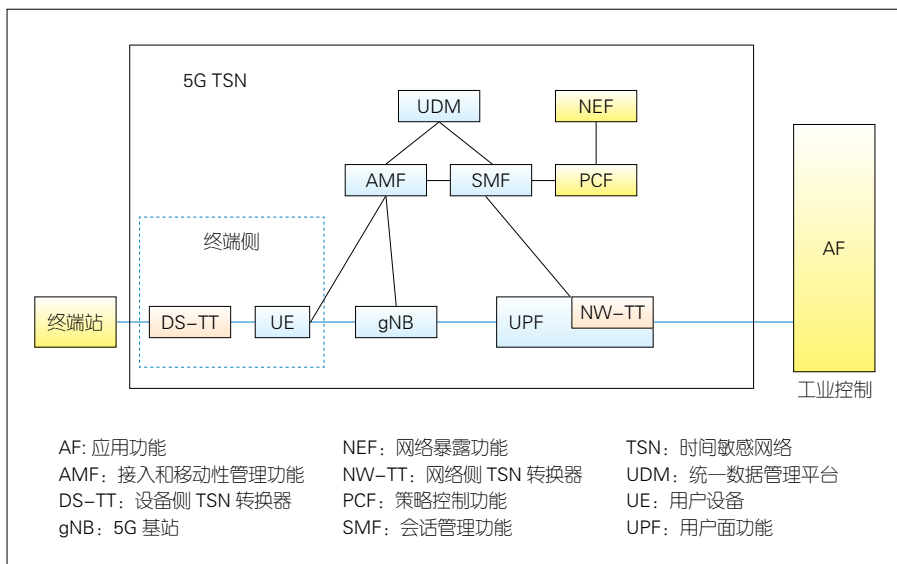 5G TSN
UDM
NEF
AMF
SMF
PCF
终端侧
AF
终端站
DS-TT
UE
gNB
UPF
NW-TT
工业控制
AF: 应用功能
AMF：接入和移动性管理功能
DS-TT：设备侧 TSN 转换器
gNB：5G 基站
NEF：网络暴露功能
NW-TT：网络侧 TSN 转换器
PCF：策略控制功能
SMF：会话管理功能
TSN：时间敏感网络
UDM：统一数据管理平台
UE：用户设备
UPF：用户面功能